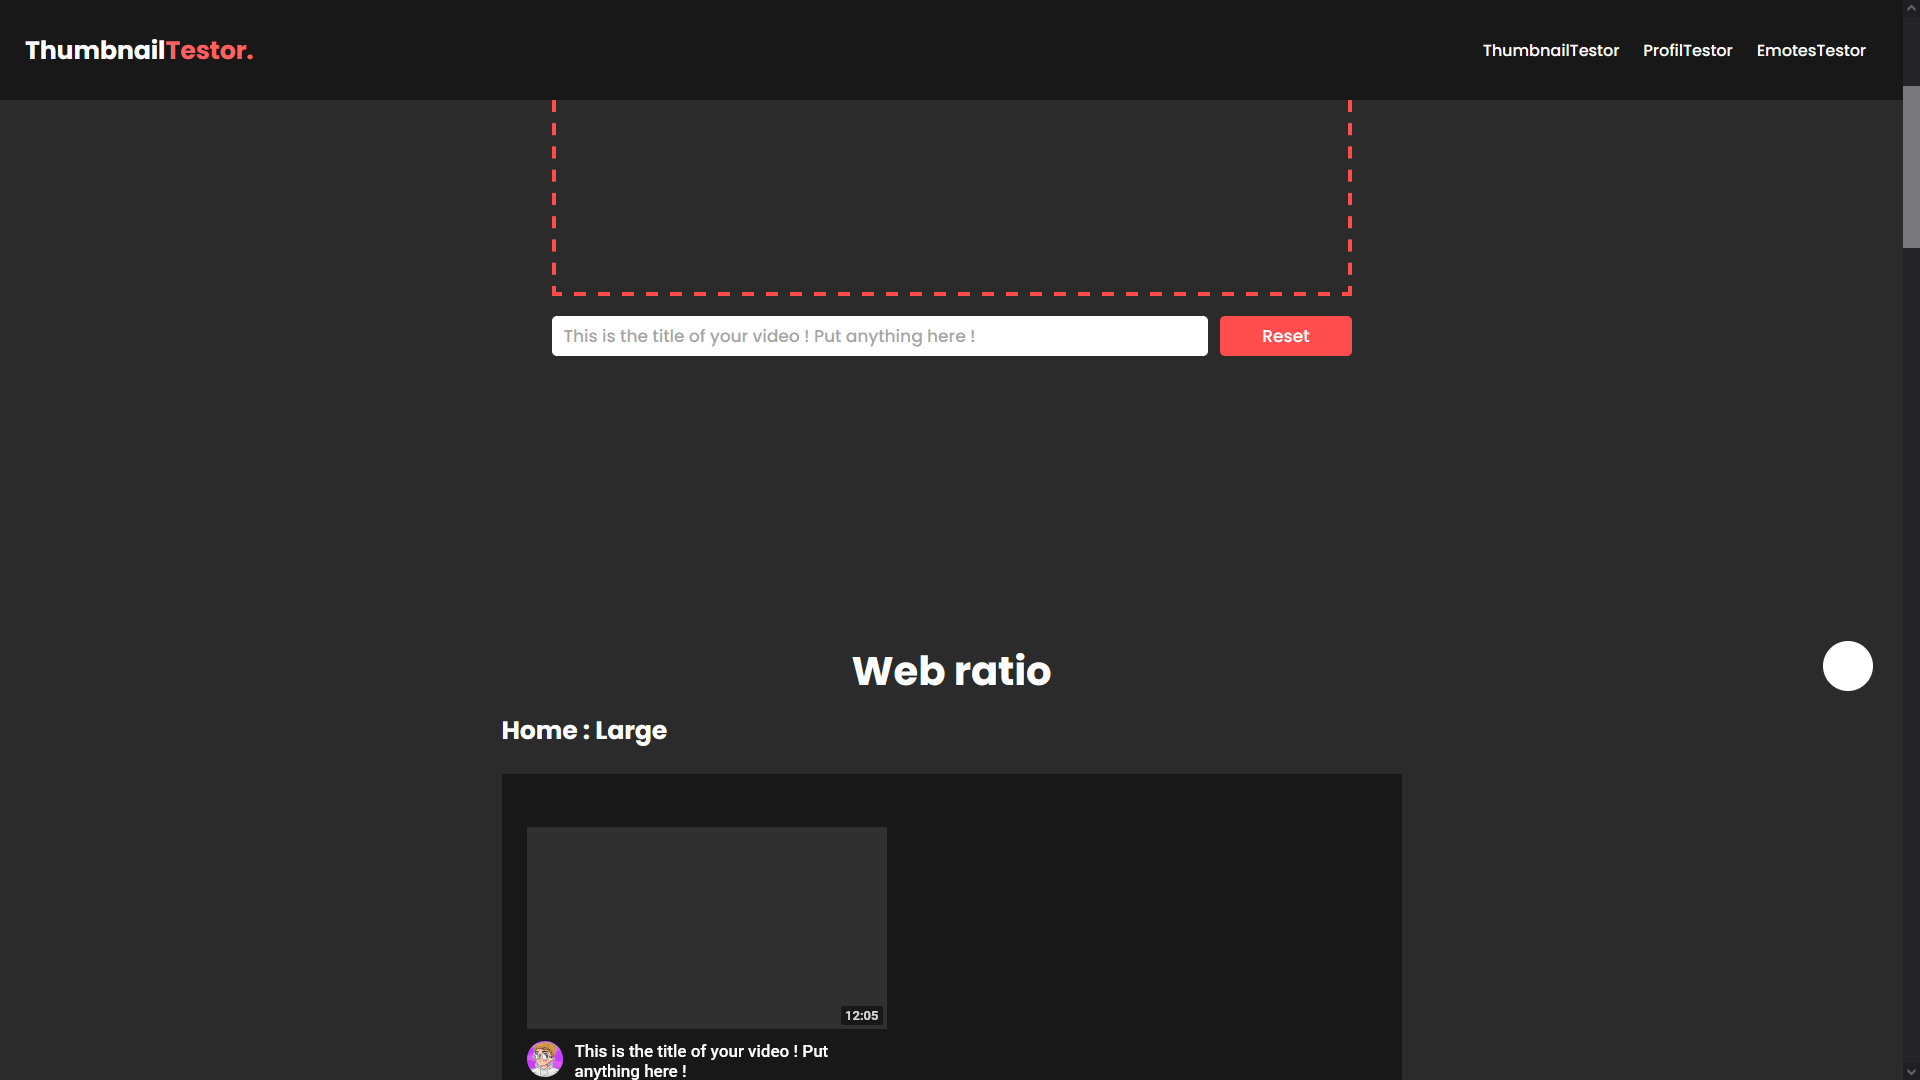 ThumbnailTestor.
ThumbnailTestor ProfilTestor EmotesTestor
This is the title of your video ! Put anything here !
Reset
Web ratio
Home : Large
12:05
This is the title of your video ! Put
anything here !